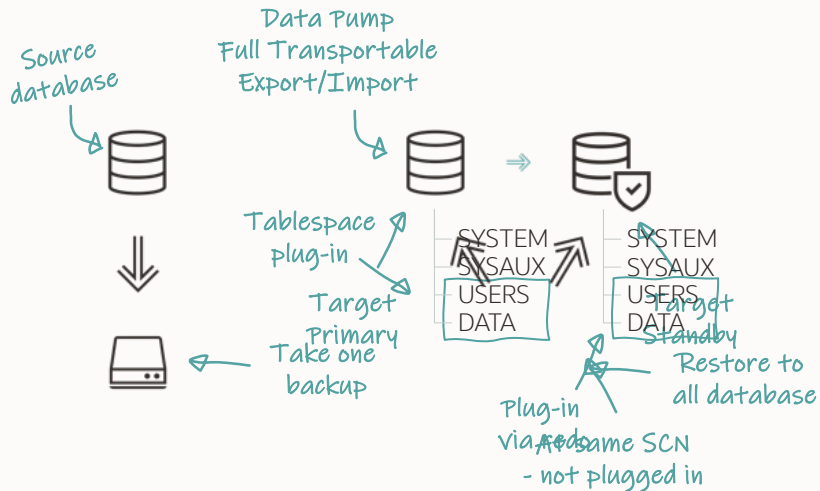 Data Pump
Full Transportable
Export/Import
Source
database
Tablespace
plug-in
SYSTEM
SYSAUX
USERS
DATA
SYSTEM
SYSAUX
USERS
DATA
Target
Primary
Target
Standby
Take one
backup
Restore to
all database
Plug-in
via redo
At same SCN
- not plugged in